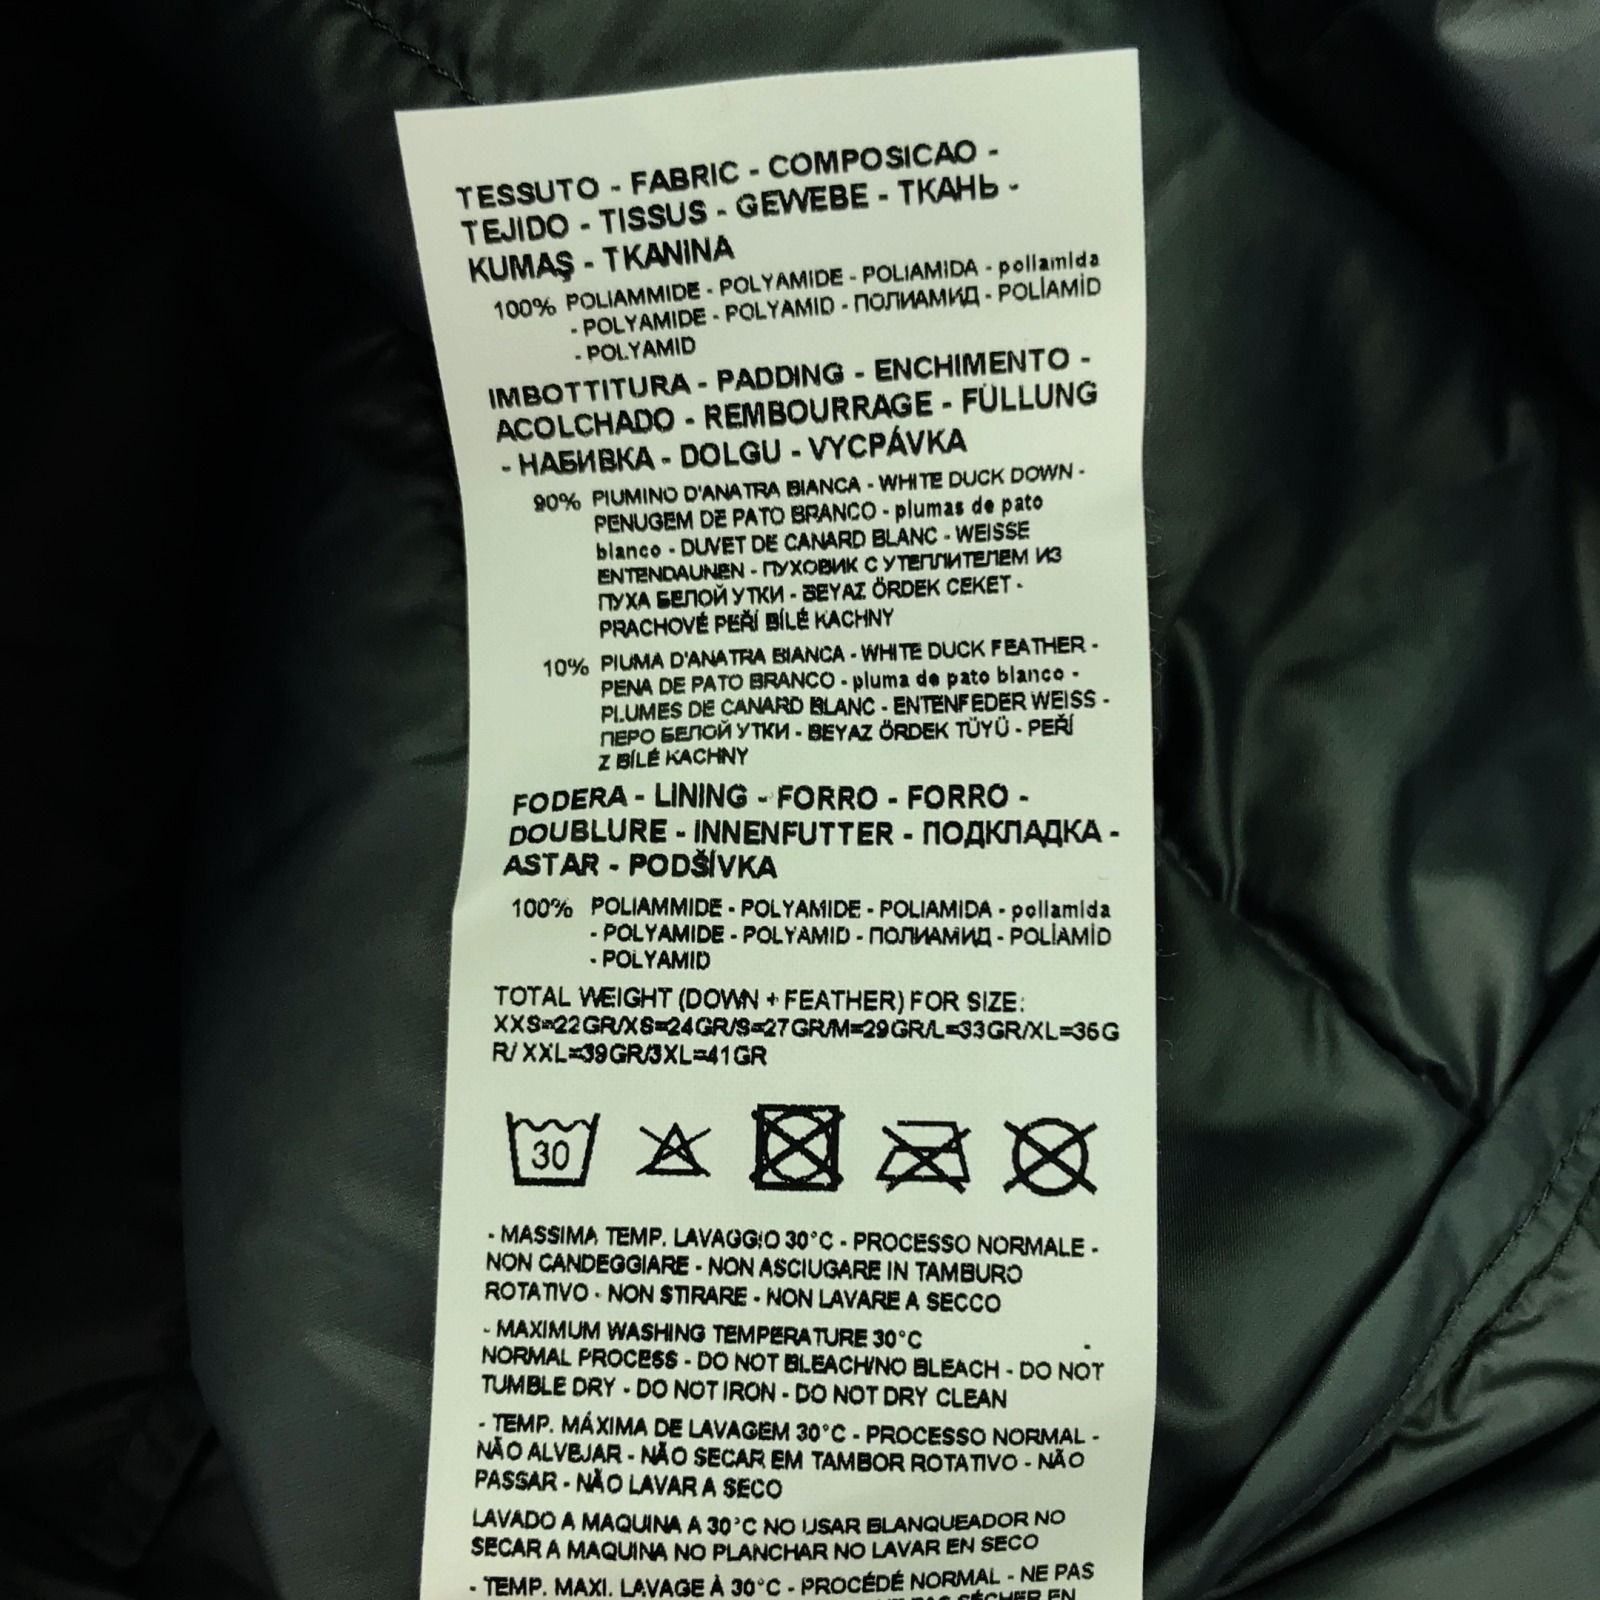 TESSUTO - FABRIC - COMPOSICAO -
TEJIDO - TISSUS - GEWEBE - ТКАНЬ -
KUMAŞ - TKANINA
100% POLIAMMIDE - POLYAMIDE - POLIAMIDA - poliamida
- POLYAMIDE - POLYAMID - ПОЛИАМИД - POLİAMİD
- POLYAMID
IMBOTTITURA - PADDING - ENCHIMENTO -
ACOLCHADO - REMBOURRAGE - FÜLLUNG
- НАБИВКА - DOLGU - VYCPÁVKA
90% PIUMINO D'ANATRA BIANCA - WHITE DUCK DOWN -
PENUGEM DE PATO BRANCO - plumas de pato
blanco - DUVET DE CANARD BLANC - WEISSE
ENTENDAUNEN - ПУХОВИК С УТЕПЛИТЕЛЕМ ИЗ
ПУХА БЕЛОЙ УТКИ - BEYAZ ÖRDEK CEKET -
PRACHOVÉ PEŘÍ BÍLÉ KACHNY
10% PIUMA D'ANATRA BIANCA - WHITE DUCK FEATHER -
PENA DE PATO BRANCO - pluma de pato blanco -
PLUMES DE CANARD BLANC - ENTENFEDER WEISS -
ПЕРО БЕЛОЙ УТКИ - BEYAZ ÖRDEK TÜYÜ - PEŘÍ
Z BÍLÉ KACHNY
FODERA - LINING - FORRO - FORRO -
DOUBLURE - INNENFUTTER - ПОДКЛАДКА -
ASTAR - PODŠÍVKA
100% POLIAMMIDE - POLYAMIDE - POLIAMIDA - poliamida
- POLYAMIDE - POLYAMID - ПОЛИАМИД - POLİAMİD
- POLYAMID
TOTAL WEIGHT (DOWN + FEATHER) FOR SIZE:
XXS=22GR/XS=24GR/S=27GR/M=29GR/L=33GR/XL=36G
R/ XXL=39GR/3XL=41GR
30
- MASSIMA TEMP. LAVAGGIO 30°C - PROCESSO NORMALE -
NON CANDEGGIARE - NON ASCIUGARE IN TAMBURO
ROTATIVO - NON STIRARE - NON LAVARE A SECCO
- MAXIMUM WASHING TEMPERATURE 30°C -
NORMAL PROCESS - DO NOT BLEACH/NO BLEACH - DO NOT
TUMBLE DRY - DO NOT IRON - DO NOT DRY CLEAN
- TEMP. MÁXIMA DE LAVAGEM 30°C - PROCESSO NORMAL -
NÃO ALVEJAR - NÃO SECAR EM TAMBOR ROTATIVO - NÃO
PASSAR - NÃO LAVAR A SECO
LAVADO A MAQUINA A 30°C NO USAR BLANQUEADOR NO
SECAR A MAQUINA NO PLANCHAR NO LAVAR EN SECO
- TEMP. MAXI. LAVAGE À 30°C - PROCÉDÉ NORMAL - NE PAS
PAS SÉCHER EN